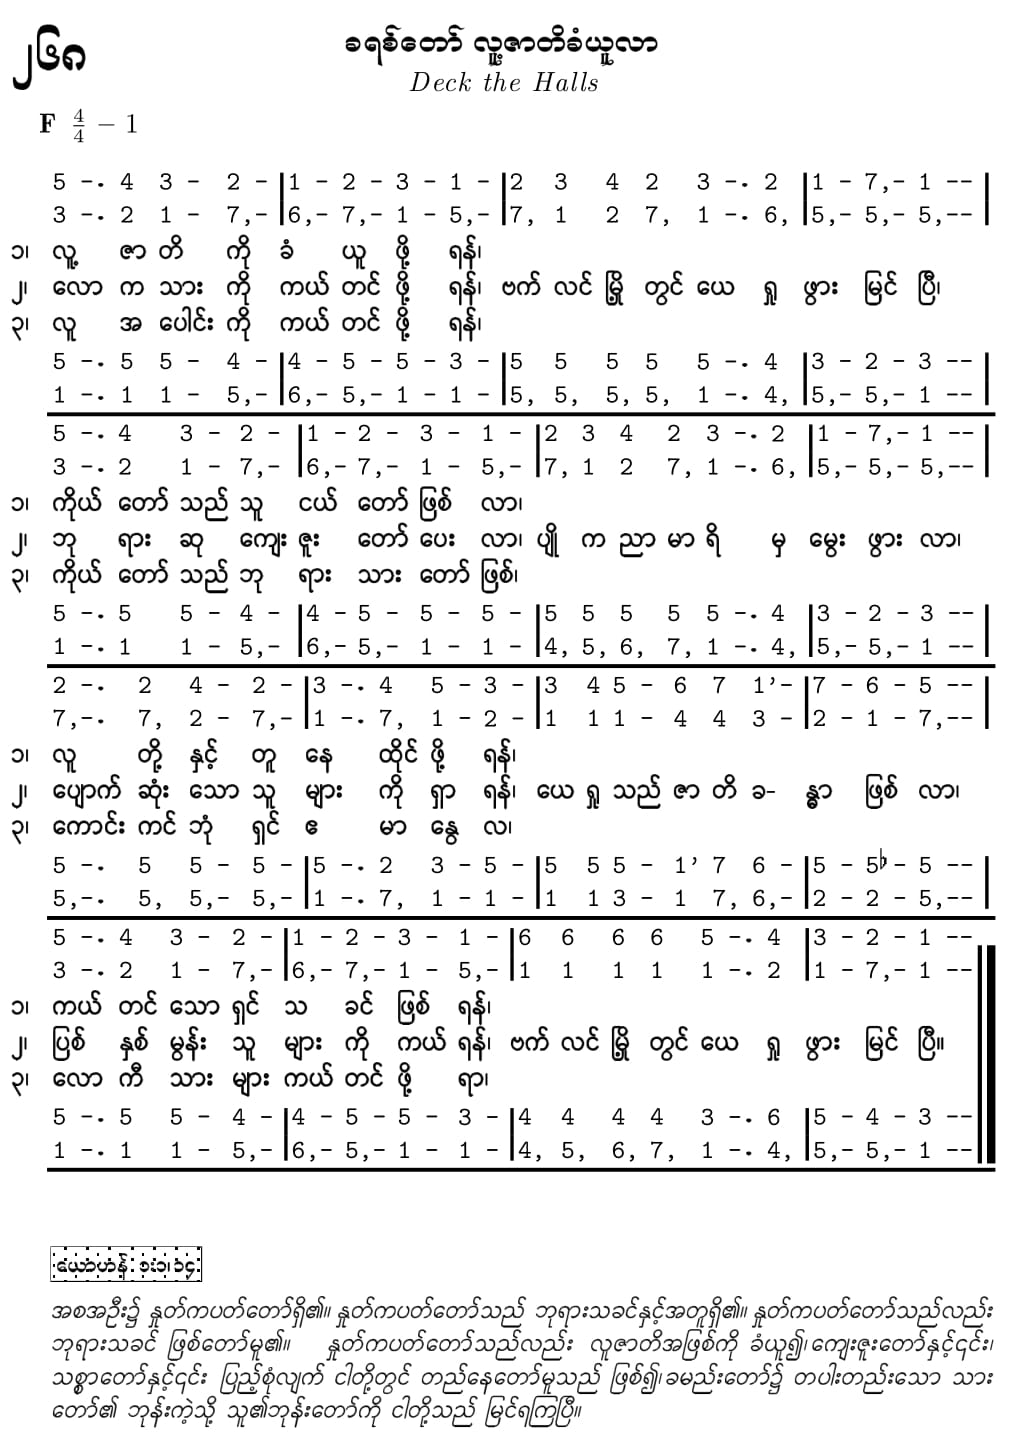 ၂၆၈
ခရစ်တော် လူ့ဇာတိခံယူလာ
Deck the Halls
F 4/4 – 1
5 –. 4 3 – 2 – |1 – 2 – 3 – 1 – |2 3 4 2 3 –. 2 |1 – 7,– 1 –– |
3 –. 2 1 – 7,– |6,– 7,– 1 – 5,– |7, 1 2 7, 1 –. 6, |5,– 5,– 5,–– |
၁၊ လူ့ ဇာ တိ ကို ခံ ယူ ဖို့ ရန်၊
၂၊ လော က သား ကို ကယ် တင် ဖို့ ရန်၊ ဗက် လင် မြို့ တွင် ယေ ရှု ဖွား မြင် ပြီ၊
၃၊ လူ အ ပေါင်း ကို ကယ် တင် ဖို့ ရန်၊
5 –. 5 5 – 4 – |4 – 5 – 5 – 3 – |5 5 5 5 5 –. 4 |3 – 2 – 3 –– |
1 –. 1 1 – 5,– |6,– 5,– 1 – 1 – |5, 5, 5, 5, 1 –. 4, |5,– 5,– 1 –– |
5 –. 4 3 – 2 – |1 – 2 – 3 – 1 – |2 3 4 2 3 –. 2 |1 – 7,– 1 –– |
3 –. 2 1 – 7,– |6,– 7,– 1 – 5,– |7, 1 2 7, 1 –. 6, |5,– 5,– 5,–– |
၁၊ ကိုယ် တော် သည် သူ ငယ် တော် ဖြစ် လာ၊
၂၊ ဘု ရား ဆု ကျေး ဇူး တော် ပေး လာ၊ ပျို က ညာ မာ ရိ မှ မွေး ဖွား လာ၊
၃၊ ကိုယ် တော် သည် ဘု ရား သား တော် ဖြစ်၊
5 –. 5 5 – 4 – |4 – 5 – 5 – 5 – |5 5 5 5 5 –. 4 |3 – 2 – 3 –– |
1 –. 1 1 – 5,– |6,– 5,– 1 – 1 – |4, 5, 6, 7, 1 –. 4, |5,– 5,– 1 –– |
2 –. 2 4 – 2 – |3 –. 4 5 – 3 – |3 4 5 – 6 7 1’– |7 – 6 – 5 –– |
7,–. 7, 2 – 7,– |1 –. 7, 1 – 2 – |1 1 1 – 4 4 3 – |2 – 1 – 7,–– |
၁၊ လူ တို့ နှင့် တူ နေ ထိုင် ဖို့ ရန်၊
၂၊ ပျောက် ဆုံး သော သူ များ ကို ရှာ ရန်၊ ယေ ရှု သည် ဇာ တိ ခ– န္ဓာ ဖြစ် လာ၊
၃၊ ကောင်း ကင် ဘုံ ရှင် ဧ မာ နွေ လ၊
5 –. 5 5 – 5 – |5 –. 2 3 – 5 – |5 5 5 – 1’ 7 6 – |5 – 5♭– 5 –– |
5,–. 5, 5,– 5,– |1 –. 7, 1 – 1 – |1 1 3 – 1 7, 6,– |2 – 2 – 5,–– |
5 –. 4 3 – 2 – |1 – 2 – 3 – 1 – |6 6 6 6 5 –. 4 |3 – 2 – 1 ––
3 –. 2 1 – 7,– |6,– 7,– 1 – 5,– |1 1 1 1 1 –. 2 |1 – 7,– 1 ––
၁၊ ကယ် တင် သော ရှင် သ ခင် ဖြစ် ရန်၊
၂၊ ပြစ် နှစ် မွန်း သူ များ ကို ကယ် ရန်၊ ဗက် လင် မြို့ တွင် ယေ ရှု ဖွား မြင် ပြီ။
၃၊ လော ကီ သား များ ကယ် တင် ဖို့ ရာ၊
5 –. 5 5 – 4 – |4 – 5 – 5 – 3 – |4 4 4 4 3 –. 6 |5 – 4 – 3 ––
1 –. 1 1 – 5,– |6,– 5,– 1 – 1 – |4, 5, 6, 7, 1 –. 4, |5,– 5,– 1 ––
ယောဟန် ၁း၁၊၁၄
အစအဦး၌ နှုတ်ကပတ်တော်ရှိ၏။ နှုတ်ကပတ်တော်သည် ဘုရားသခင်နှင့်အတူရှိ၏။ နှုတ်ကပတ်တော်သည်လည်း
ဘုရားသခင် ဖြစ်တော်မူ၏။ နှုတ်ကပတ်တော်သည်လည်း လူဇာတိအဖြစ်ကို ခံယူ၍၊ ကျေးဇူးတော်နှင့်၎င်း၊
သစ္စာတော်နှင့်၎င်း ပြည့်စုံလျက် ငါတို့တွင် တည်နေတော်မူသည် ဖြစ်၍၊ ခမည်းတော်၌ တပါးတည်းသော သား
တော်၏ ဘုန်းကဲ့သို့ သူ၏ဘုန်းတော်ကို ငါတို့သည် မြင်ရကြပြီ။